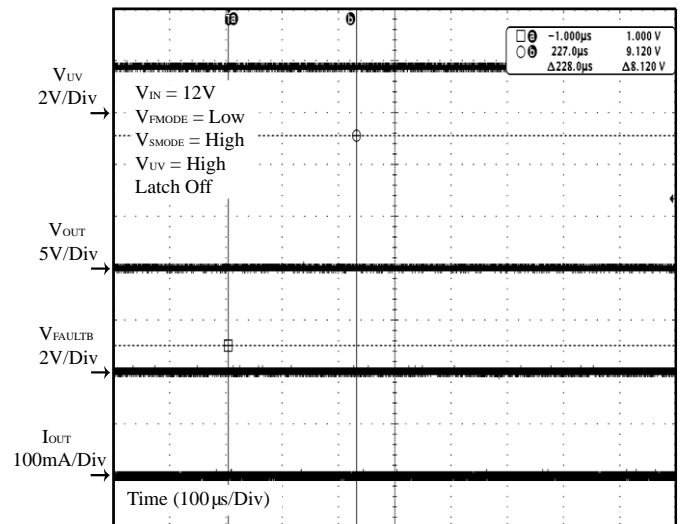 a b
a -1.000µs 1.000 V
b 227.0µs 9.120 V
Δ228.0µs Δ8.120 V
VUV
2V/Div
VIN = 12V
VFMODE = Low
VSMODE = High
VUV = High
Latch Off
VOUT
5V/Div
VFAULTB
2V/Div
IOUT
100mA/Div
Time (100µs/Div)